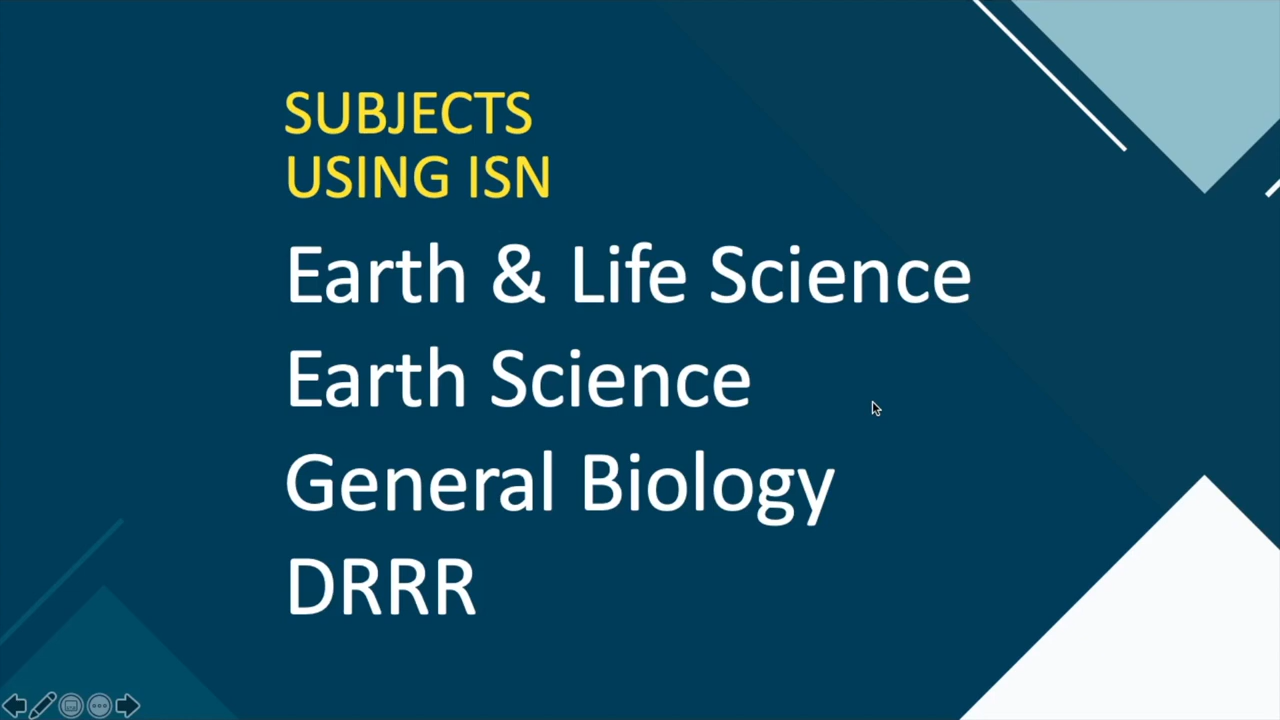 SUBJECTS
USING ISN
Earth & Life Science
Earth Science
General Biology
DRRR